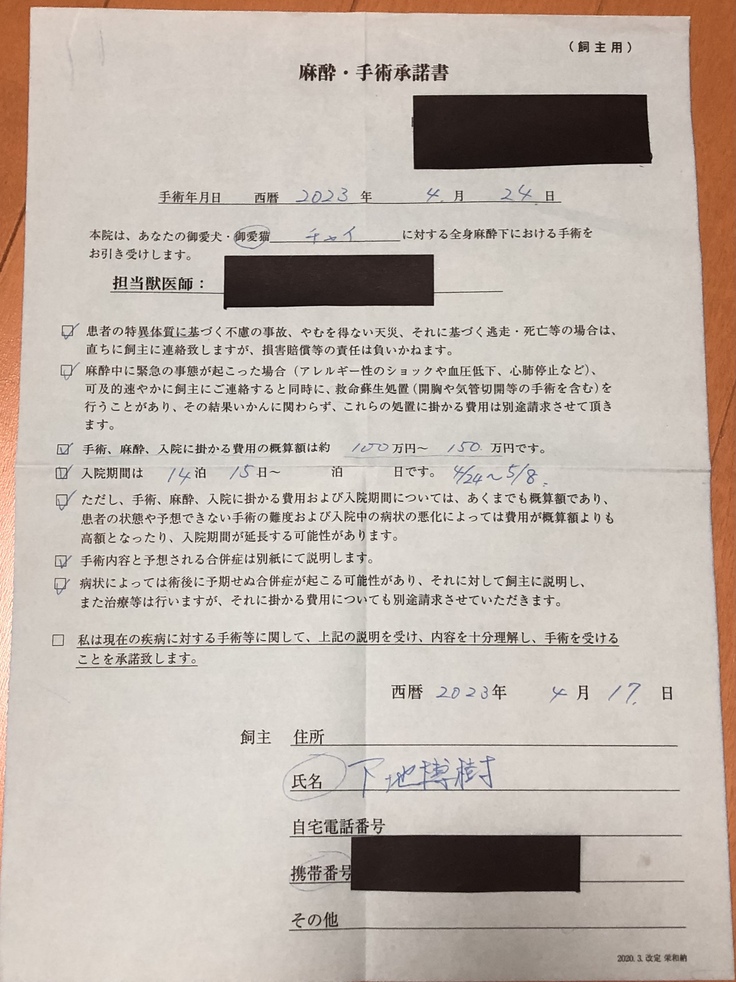 (飼主用)
麻酔・手術承諾書
手術年月日 西暦 2023 年 4. 月 24. 日
本院は、あなたの御愛犬・御愛猫 チャイ に対する全身麻酔下における手術を
お引き受けします。
担当獣医師：
☑ 患者の特異体質に基づく不慮の事故、やむを得ない天災、それに基づく逃走・死亡等の場合は、
直ちに飼主に連絡致しますが、損害賠償等の責任は負いかねます。
☑ 麻酔中に緊急の事態が起こった場合（アレルギー性のショックや血圧低下、心肺停止など）、
可及的速やかに飼主にご連絡すると同時に、救命蘇生処置（開胸や気管切開等の手術を含む）を
行うことがあり、その結果いかんに関わらず、これらの処置に掛かる費用は別途請求させて頂き
ます。
☑ 手術、麻酔、入院に掛かる費用の概算額は約 100 万円～ 150 万円です。
☑ 入院期間は 14 泊 15 日～ 泊 日です。 4/24～5/8.
☑ ただし、手術、麻酔、入院に掛かる費用および入院期間については、あくまでも概算額であり、
患者の状態や予想できない手術の難度および入院中の病状の悪化によっては費用が概算額よりも
高額となったり、入院期間が延長する可能性があります。
☑ 手術内容と予想される合併症は別紙にて説明します。
☑ 病状によっては術後に予期せぬ合併症が起こる可能性があり、それに対して飼主に説明し、
また治療等は行いますが、それに掛かる費用についても別途請求させていただきます。
☐ 私は現在の疾病に対する手術等に関して、上記の説明を受け、内容を十分理解し、手術を受ける
ことを承諾致します。
西暦 2023 年 4 月 17. 日
飼主 住所
氏名 下地博樹
自宅電話番号
携帯番号
その他
2020.3.改定 栄和納